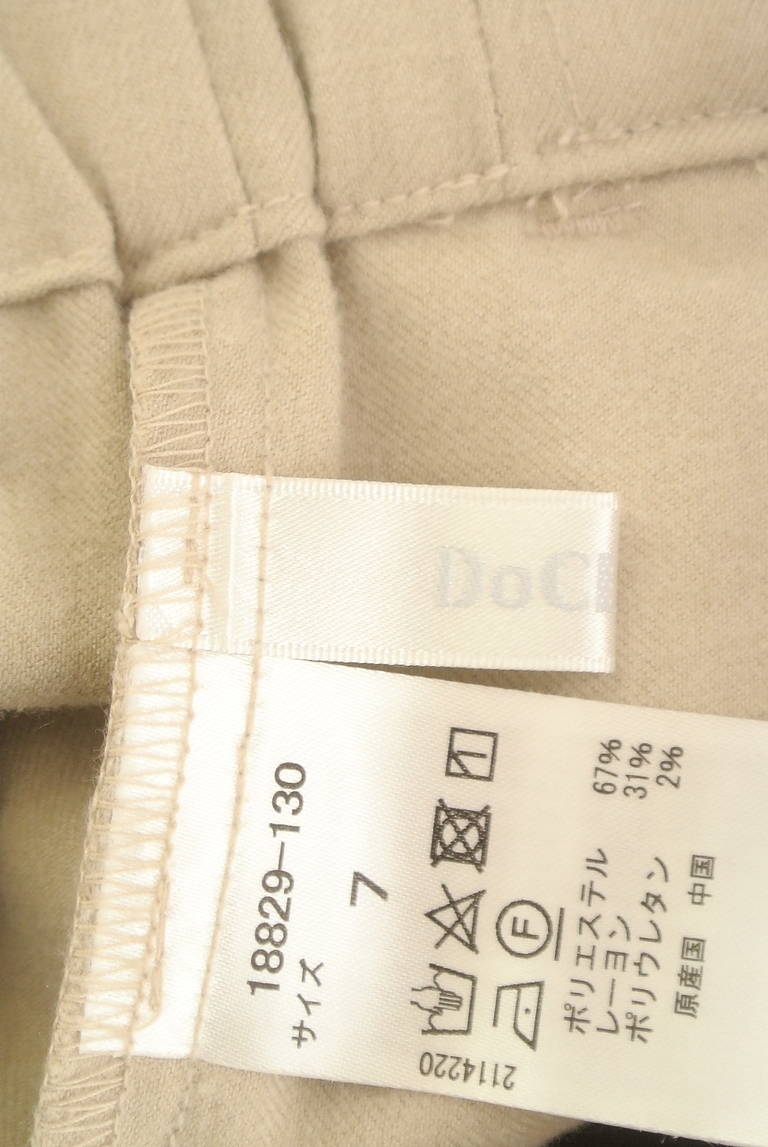 DoCl
18829-130
サイズ 7
F
ポリエステル 67%
レーヨン 31%
ポリウレタン 2%
原産国 中国
2114220